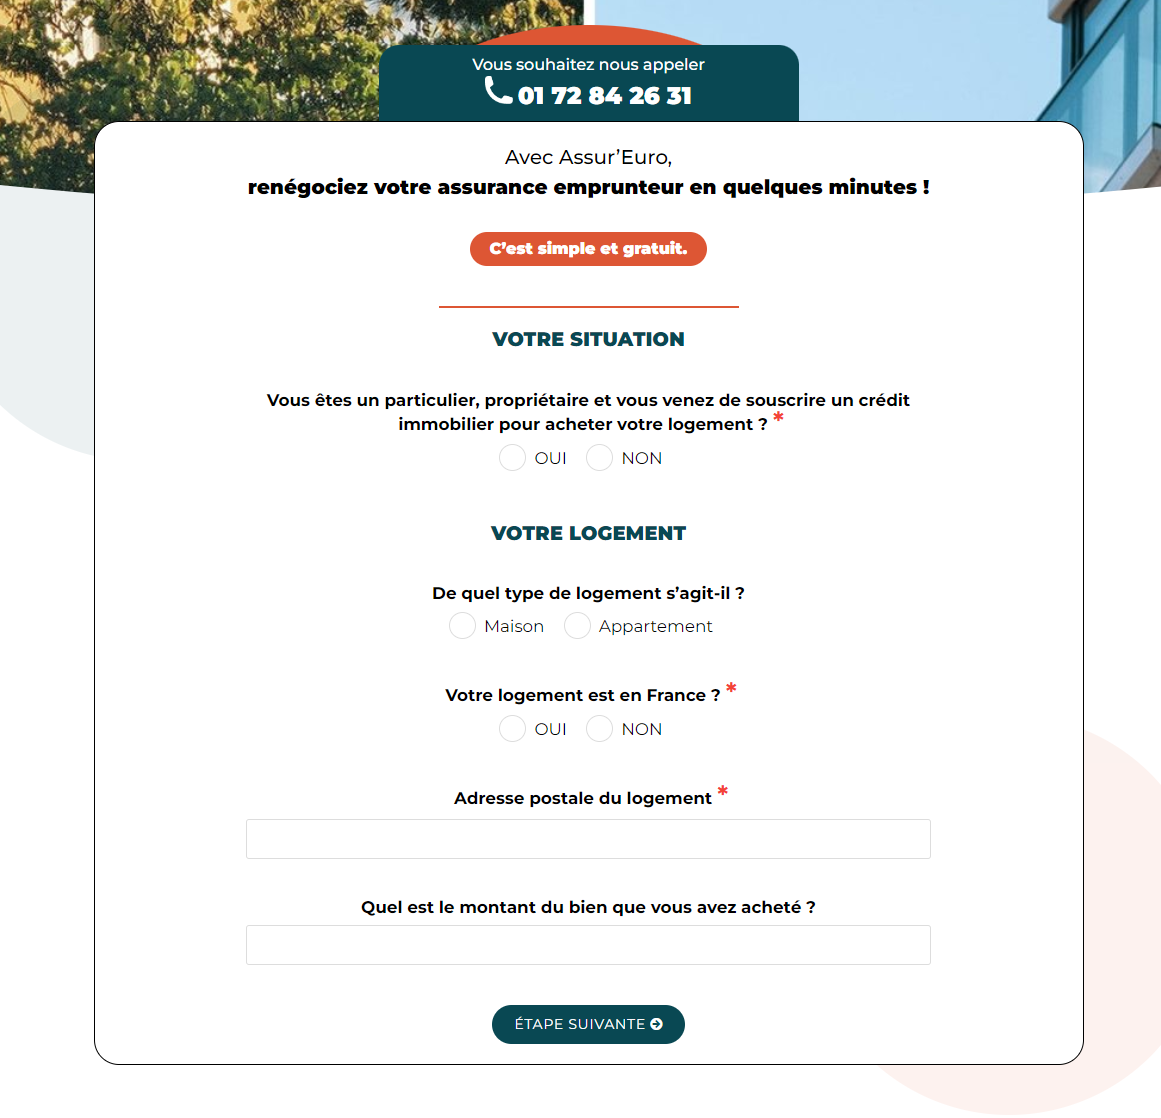 Vous souhaitez nous appeler
01 72 84 26 31
Avec Assur’Euro,
renégociez votre assurance emprunteur en quelques minutes !
C’est simple et gratuit.
VOTRE SITUATION
Vous êtes un particulier, propriétaire et vous venez de souscrire un crédit
immobilier pour acheter votre logement ? *
OUI NON
VOTRE LOGEMENT
De quel type de logement s’agit-il ?
Maison Appartement
Votre logement est en France ? *
OUI NON
Adresse postale du logement *
Quel est le montant du bien que vous avez acheté ?
ÉTAPE SUIVANTE